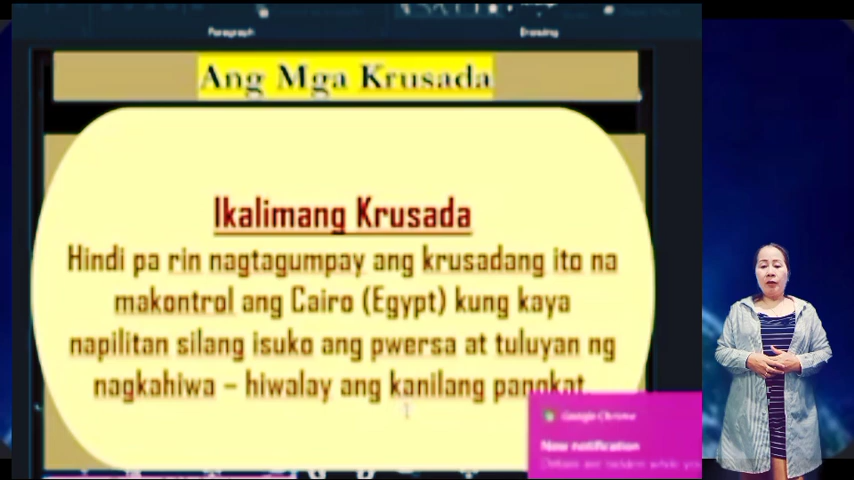 Paragraph
Ang Mga Krusada
Ikalimang Krusada
Hindi pa rin nagtagumpay ang krusadang ito na
makontrol ang Cairo (Egypt) kung kaya
napilitan silang isuko ang pwersa at tuluyan ng
nagkahiwa – hiwalay ang kanilang pangkat.
Google Chrome
New notification